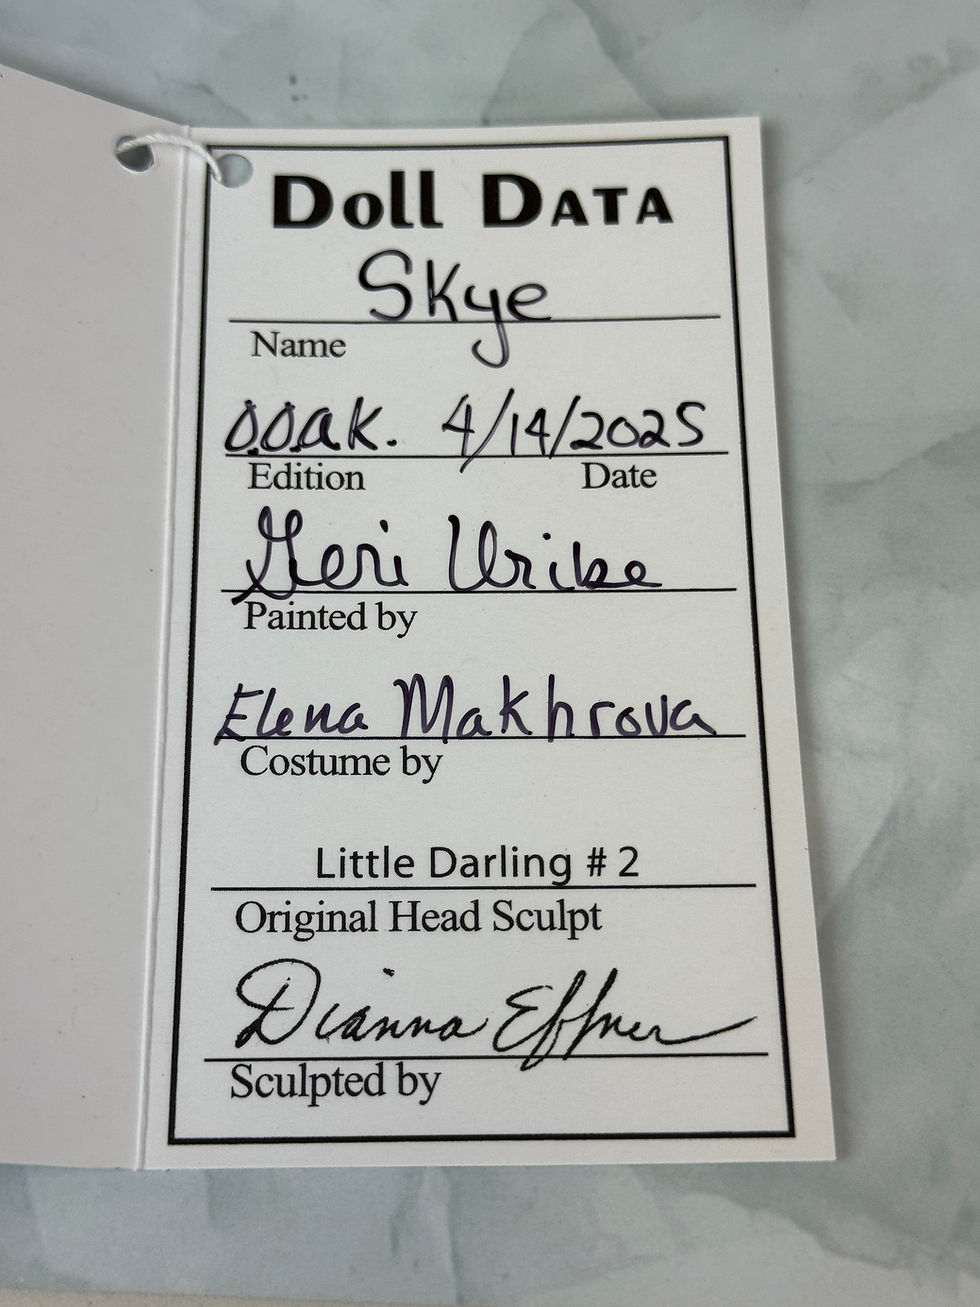 Doll Data
Skye
Name
O.O.a.K. 4/14/2025
Edition Date
Geri Uribe
Painted by
Elena Makhrova
Costume by
Little Darling # 2
Original Head Sculpt
Dianna Effner
Sculpted by